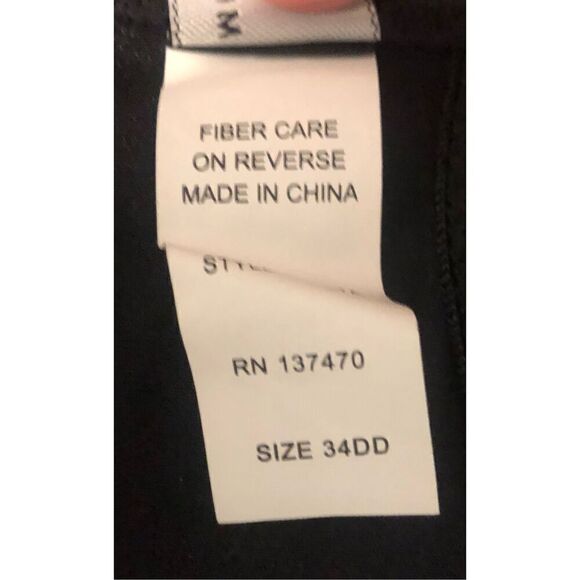 M
FIBER CARE
ON REVERSE
MADE IN CHINA
RN 137470
SIZE 34DD